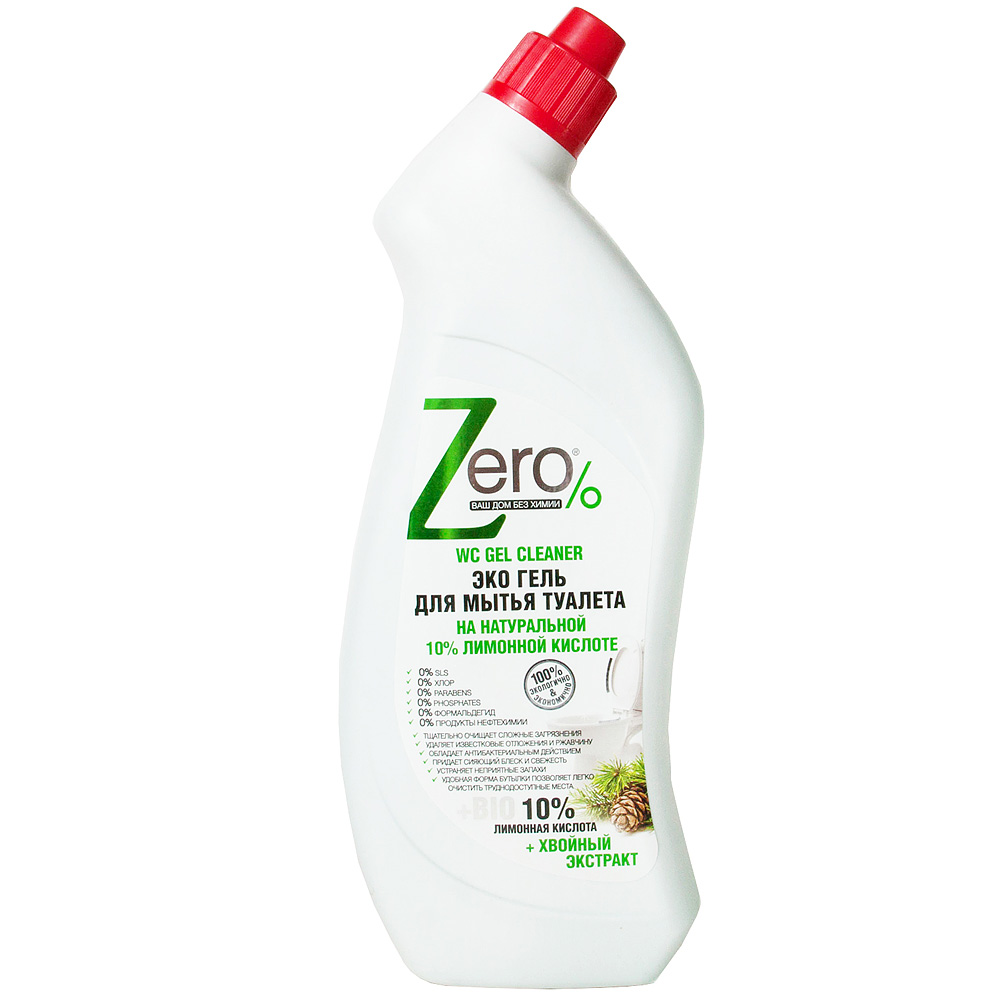 Zero%®
ВАШ ДОМ БЕЗ ХИМИИ
WC GEL CLEANER
ЭКО ГЕЛЬ
ДЛЯ МЫТЬЯ ТУАЛЕТА
НА НАТУРАЛЬНОЙ
10% ЛИМОННОЙ КИСЛОТЕ
0% SLS
0% ХЛОР
0% PARABENS
0% PHOSPHATES
0% ФОРМАЛЬДЕГИД
0% ПРОДУКТЫ НЕФТЕХИМИИ
100%
ЭКОЛОГИЧНО
&
ЭКОНОМИЧНО
ТЩАТЕЛЬНО ОЧИЩАЕТ СЛОЖНЫЕ ЗАГРЯЗНЕНИЯ
УДАЛЯЕТ ИЗВЕСТКОВЫЕ ОТЛОЖЕНИЯ И РЖАВЧИНУ
ОБЛАДАЕТ АНТИБАКТЕРИАЛЬНЫМ ДЕЙСТВИЕМ
ПРИДАЕТ СИЯЮЩИЙ БЛЕСК И СВЕЖЕСТЬ
УСТРАНЯЕТ НЕПРИЯТНЫЕ ЗАПАХИ
УДОБНАЯ ФОРМА БУТЫЛКИ ПОЗВОЛЯЕТ ЛЕГКО
ОЧИСТИТЬ ТРУДНОДОСТУПНЫЕ МЕСТА
+BIO 10%
ЛИМОННАЯ КИСЛОТА
+ ХВОЙНЫЙ
ЭКСТРАКТ